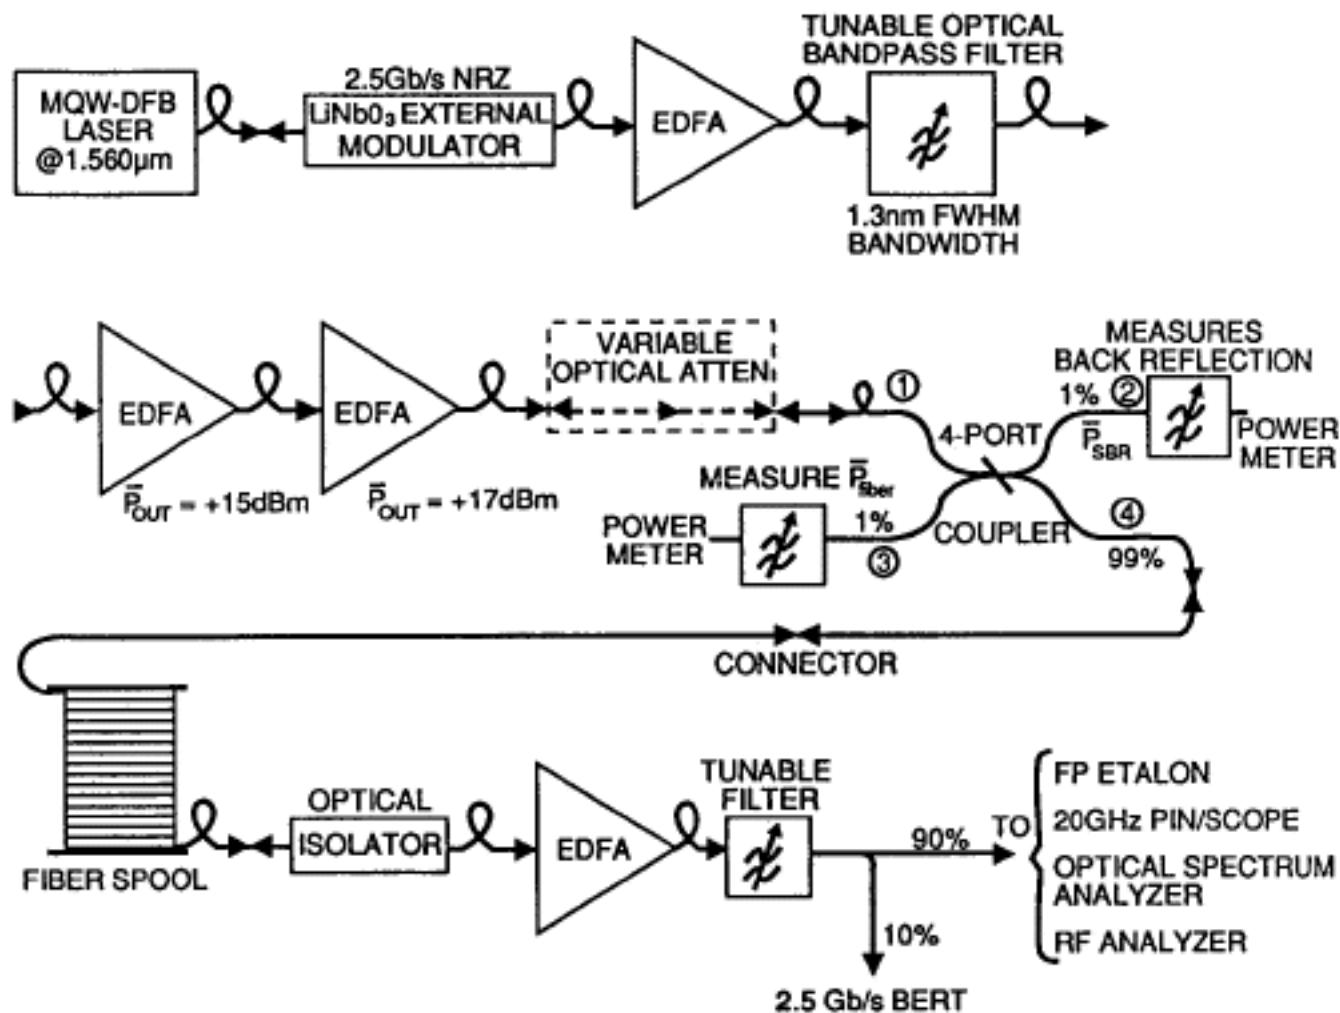 MQW-DFB
LASER
@1.560µm
2.5Gb/s NRZ
LiNbO₃ EXTERNAL
MODULATOR
EDFA
TUNABLE OPTICAL
BANDPASS FILTER
1.3nm FWHM
BANDWIDTH
EDFA
P̅OUT = +15dBm
EDFA
P̅OUT = +17dBm
VARIABLE
OPTICAL ATTEN
①
4-PORT
COUPLER
1%
②
P̅SBR
MEASURES
BACK REFLECTION
POWER
METER
MEASURE P̅fiber
POWER
METER
1%
③
④
99%
CONNECTOR
FIBER SPOOL
OPTICAL
ISOLATOR
EDFA
TUNABLE
FILTER
90%
TO
10%
2.5 Gb/s BERT
FP ETALON
20GHz PIN/SCOPE
OPTICAL SPECTRUM
ANALYZER
RF ANALYZER